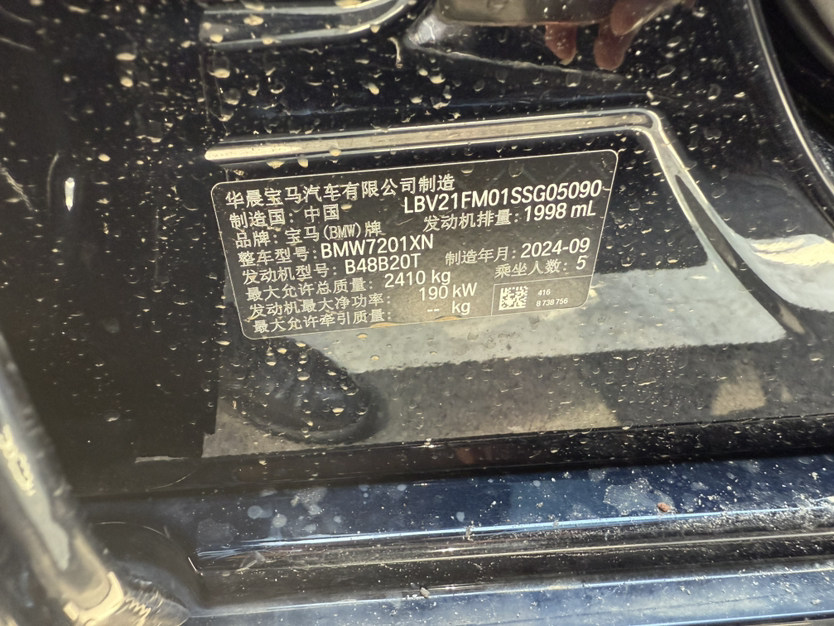 华晨宝马汽车有限公司制造
制造国：中国 LBV21FM01SSG05090
品牌：宝马(BMW)牌 发动机排量：1998 mL
整车型号：BMW7201XN
发动机型号：B48B20T 制造年月：2024-09
最大允许总质量： 2410 kg 乘坐人数：5
发动机最大净功率： 190 kW
最大允许牵引质量： -- kg
416
8 738 756